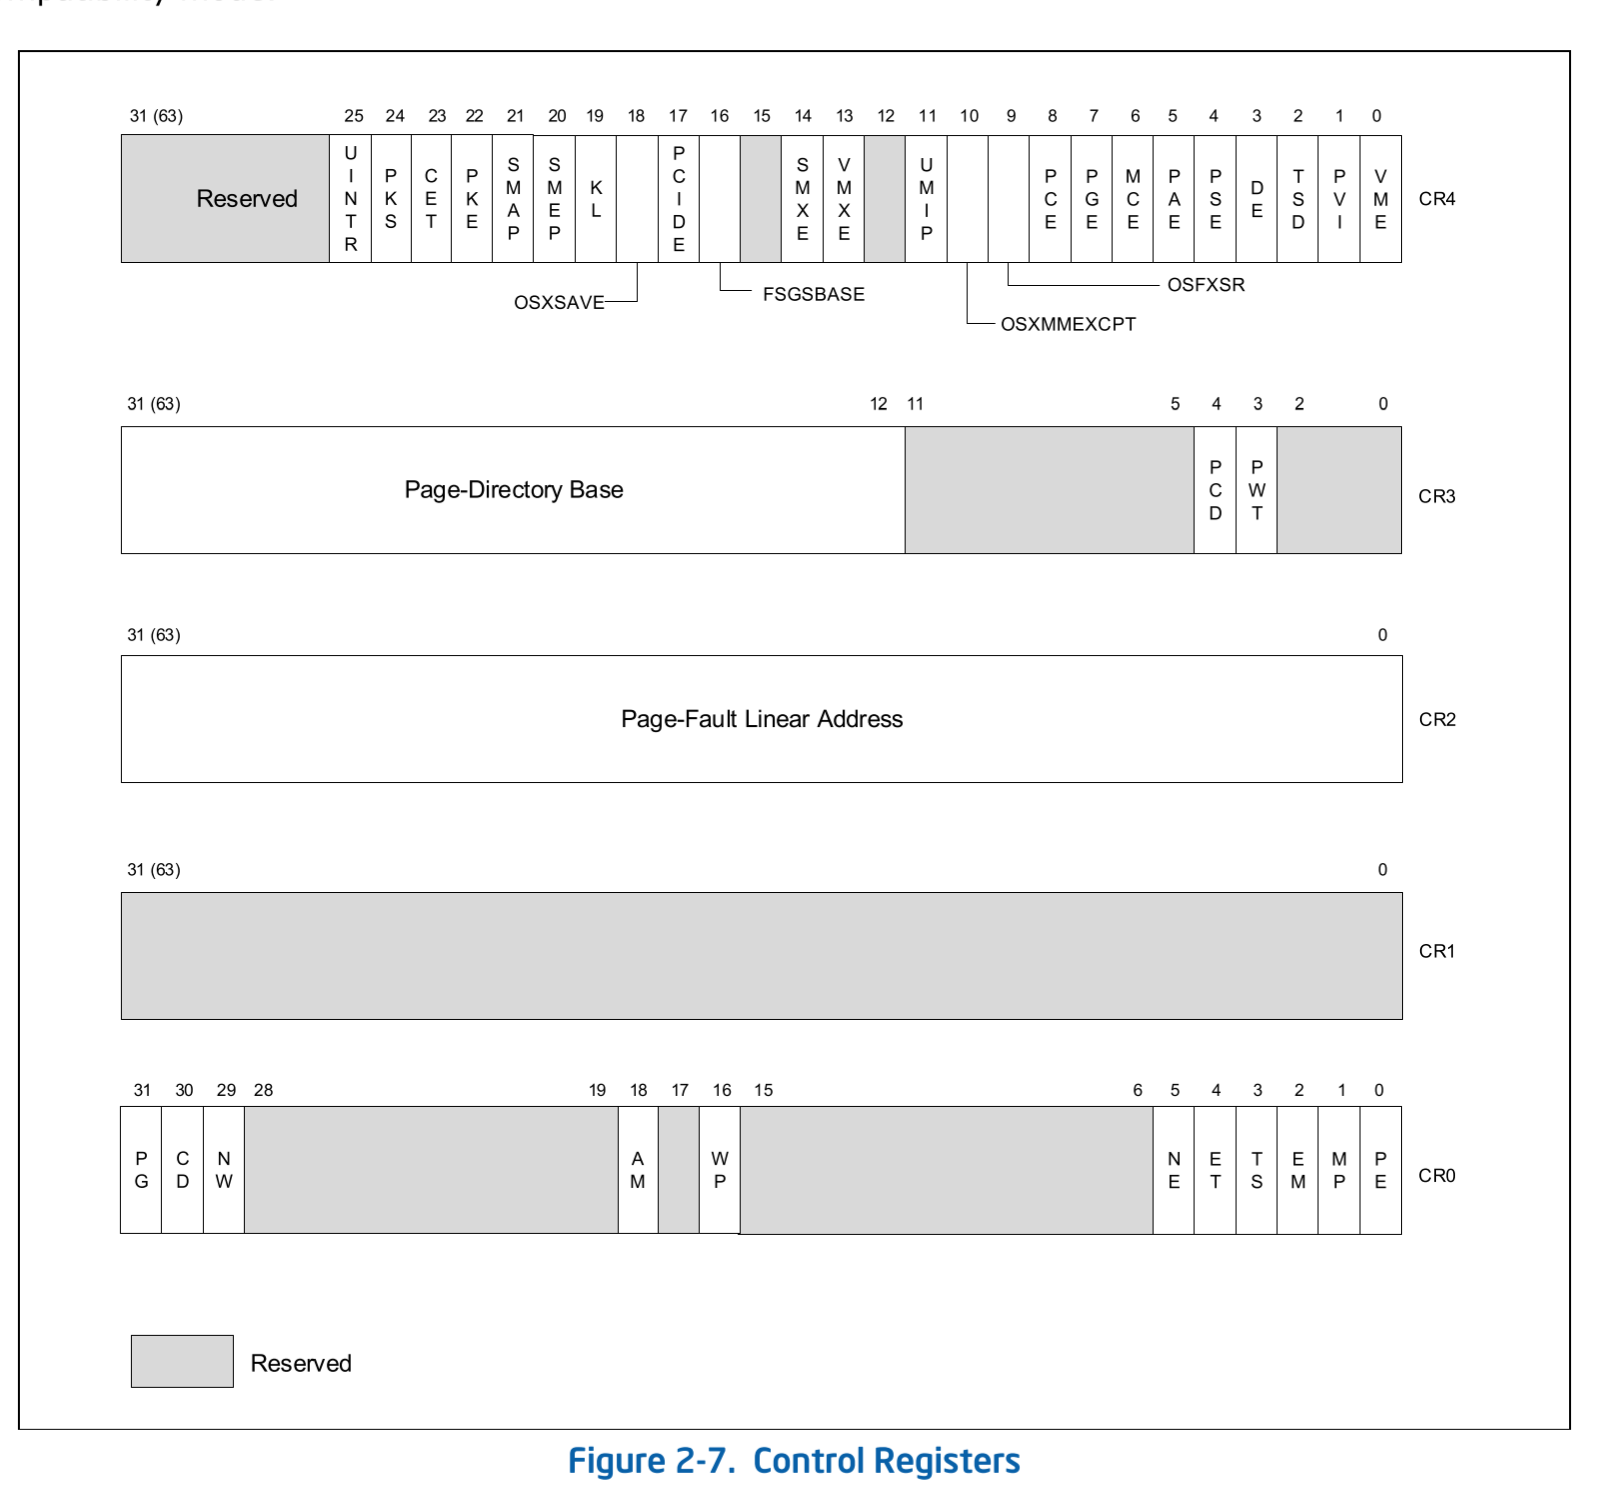 31 (63) 25 24 23 22 21 20 19 18 17 16 15 14 13 12 11 10 9 8 7 6 5 4 3 2 1 0
Reserved UINTR PKS CET PKE SMAP SMEP KL PCIDE SMXE VMXE UMIP PCE PGE MCE PAE PSE DE TSD PVI VME CR4
OSXSAVE FSGSBASE OSFXSR
OSXMMEXCPT
31 (63) 12 11 5 4 3 2 0
Page-Directory Base PCD PWT CR3
31 (63) 0
Page-Fault Linear Address CR2
31 (63) 0
CR1
31 30 29 28 19 18 17 16 15 6 5 4 3 2 1 0
PG CD NW AM WP NE ET TS EM MP PE CR0
Reserved
Figure 2-7. Control Registers